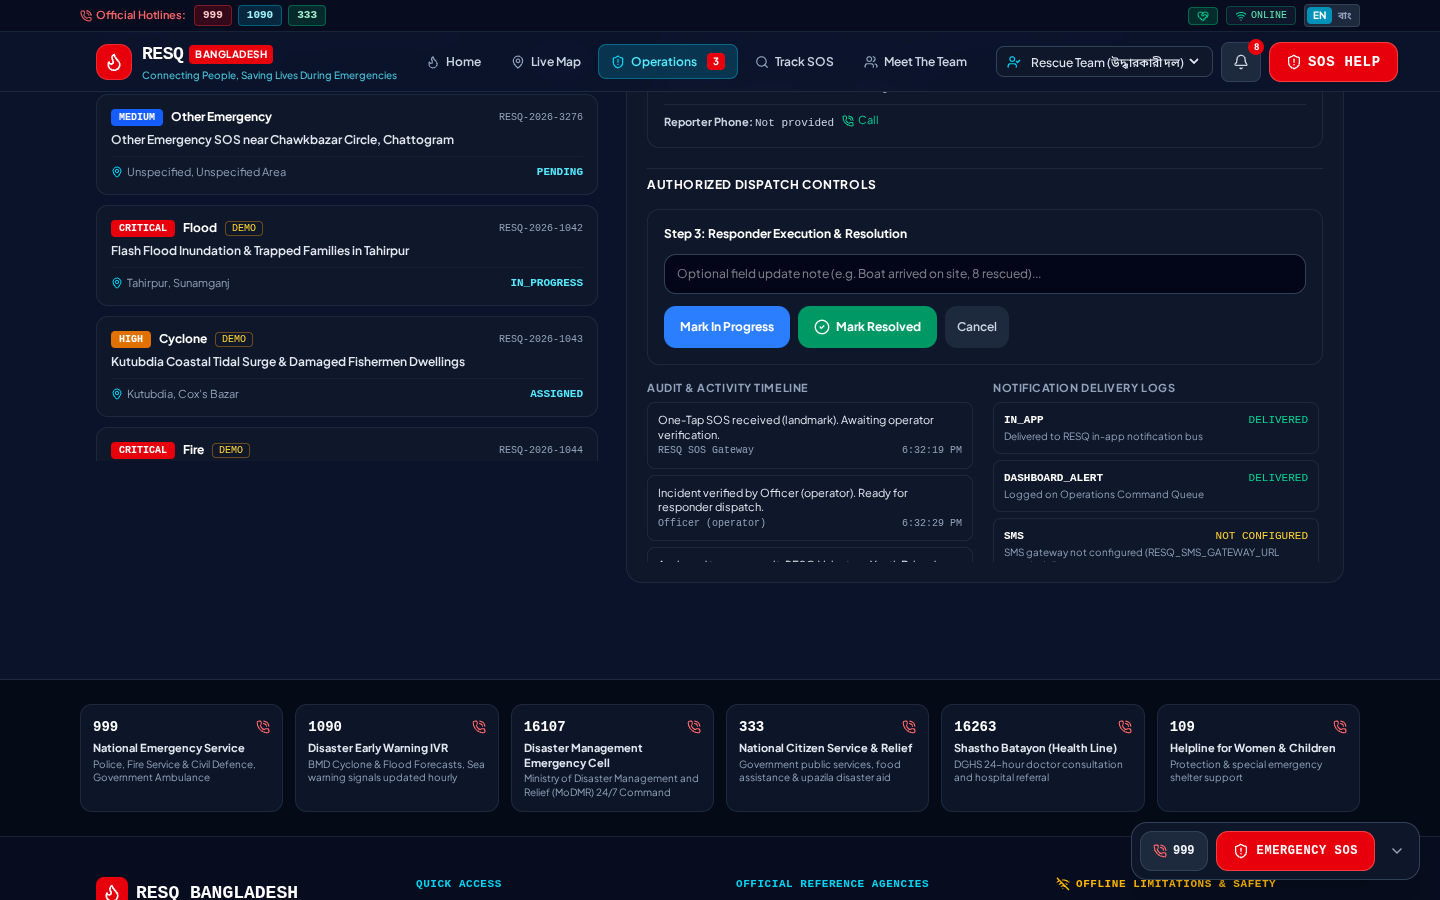 Official Hotlines: 999 1090 333
ONLINE EN বাং
RESQ BANGLADESH
Connecting People, Saving Lives During Emergencies
Home Live Map Operations 3 Track SOS Meet The Team
Rescue Team (উদ্ধারকারী দল)
8
SOS HELP
MEDIUM Other Emergency RESQ-2026-3276
Other Emergency SOS near Chawkbazar Circle, Chattogram
Unspecified, Unspecified Area PENDING
CRITICAL Flood DEMO RESQ-2026-1042
Flash Flood Inundation & Trapped Families in Tahirpur
Tahirpur, Sunamganj IN_PROGRESS
HIGH Cyclone DEMO RESQ-2026-1043
Kutubdia Coastal Tidal Surge & Damaged Fishermen Dwellings
Kutubdia, Cox's Bazar ASSIGNED
CRITICAL Fire DEMO RESQ-2026-1044
Reporter Phone: Not provided Call
AUTHORIZED DISPATCH CONTROLS
Step 3: Responder Execution & Resolution
Optional field update note (e.g. Boat arrived on site, 8 rescued)...
Mark In Progress Mark Resolved Cancel
AUDIT & ACTIVITY TIMELINE
One-Tap SOS received (landmark). Awaiting operator
verification.
RESQ SOS Gateway 6:32:19 PM
Incident verified by Officer (operator). Ready for
responder dispatch.
Officer (operator) 6:32:29 PM
NOTIFICATION DELIVERY LOGS
IN_APP DELIVERED
Delivered to RESQ in-app notification bus
DASHBOARD_ALERT DELIVERED
Logged on Operations Command Queue
SMS NOT CONFIGURED
SMS gateway not configured (RESQ_SMS_GATEWAY_URL
999
National Emergency Service
Police, Fire Service & Civil Defence,
Government Ambulance
1090
Disaster Early Warning IVR
BMD Cyclone & Flood Forecasts, Sea
warning signals updated hourly
16107
Disaster Management
Emergency Cell
Ministry of Disaster Management and
Relief (MoDMR) 24/7 Command
333
National Citizen Service & Relief
Government public services, food
assistance & upazila disaster aid
16263
Shastho Batayon (Health Line)
DGHS 24-hour doctor consultation
and hospital referral
109
Helpline for Women & Children
Protection & special emergency
shelter support
999 EMERGENCY SOS
RESQ BANGLADESH
QUICK ACCESS
OFFICIAL REFERENCE AGENCIES
OFFLINE LIMITATIONS & SAFETY